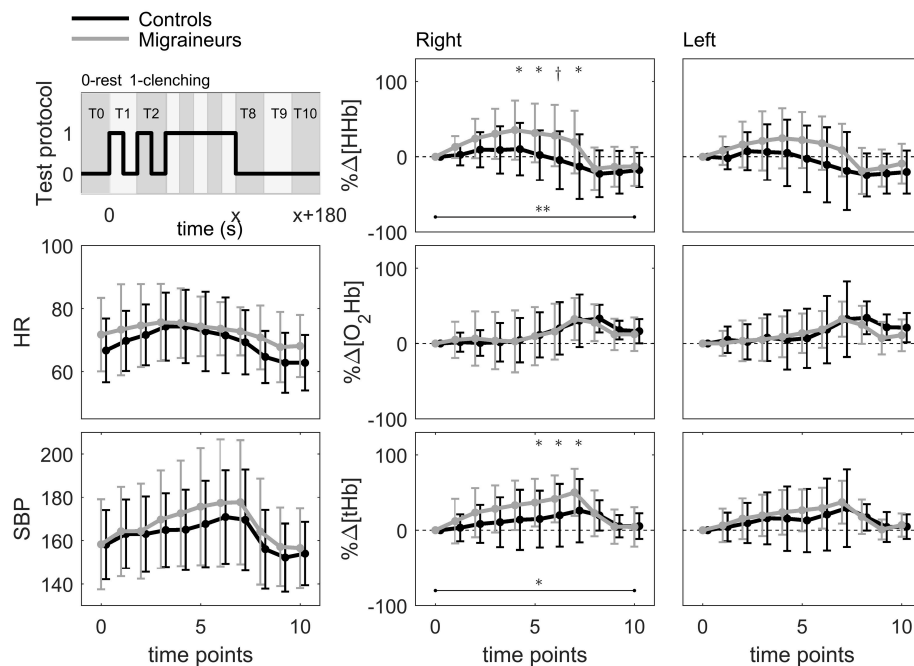 Controls
Migraineurs
Right
Left
0-rest 1-clenching
T0 T1 T2 T8 T9 T10
Test protocol
1
0
0 x x+180
time (s)
%Δ[HHb]
100
0
-100
* * † *
**
HR
100
80
60
%Δ[O2Hb]
100
0
-100
SBP
200
180
160
140
%Δ[tHb]
100
0
-100
* * *
*
0 5 10
0 5 10
0 5 10
time points
time points
time points